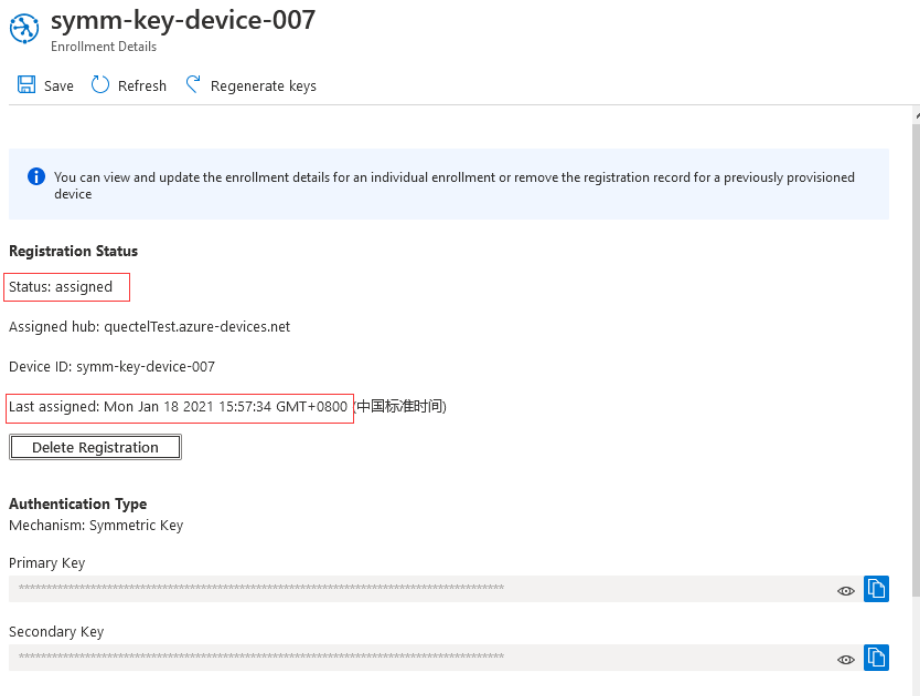 symm-key-device-007
Enrollment Details
Save Refresh Regenerate keys
You can view and update the enrollment details for an individual enrollment or remove the registration record for a previously provisioned
device
Registration Status
Status: assigned
Assigned hub: quectelTest.azure-devices.net
Device ID: symm-key-device-007
Last assigned: Mon Jan 18 2021 15:57:34 GMT+0800 (中国标准时间)
Delete Registration
Authentication Type
Mechanism: Symmetric Key
Primary Key
Secondary Key